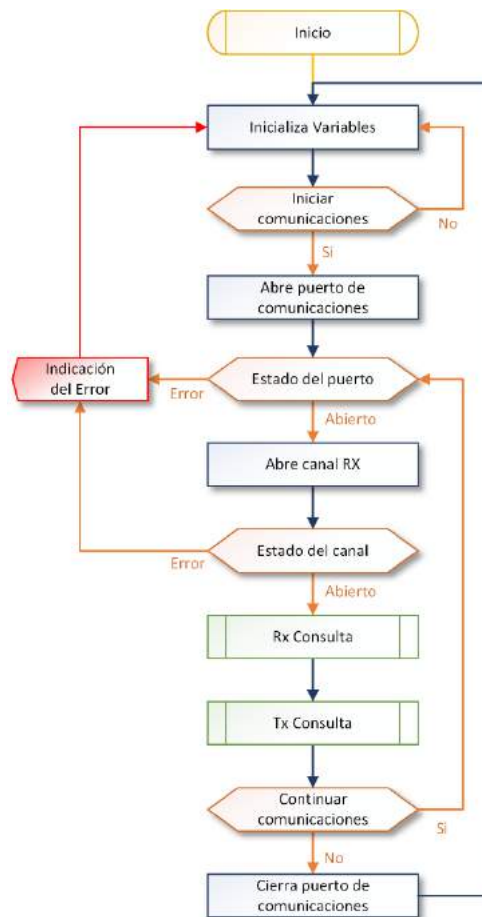 Inicio
Inicializa Variables
Iniciar
comunicaciones
No
Si
Abre puerto de
comunicaciones
Indicación
del Error
Error
Estado del puerto
Abierto
Abre canal RX
Error
Estado del canal
Abierto
Rx Consulta
Tx Consulta
Continuar
comunicaciones
Si
No
Cierra puerto de
comunicaciones